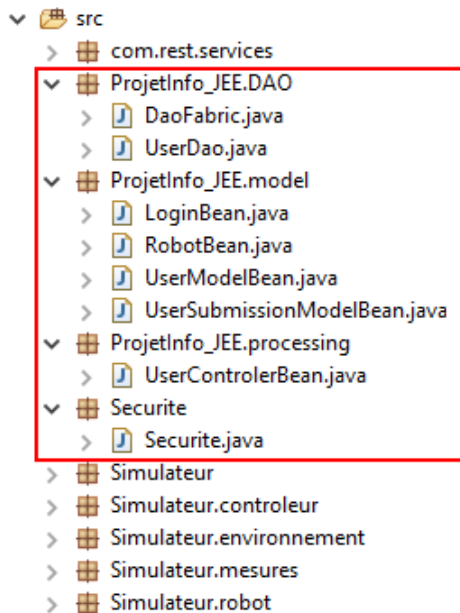 src
com.rest.services
ProjetInfo_JEE.DAO
DaoFabric.java
UserDao.java
ProjetInfo_JEE.model
LoginBean.java
RobotBean.java
UserModelBean.java
UserSubmissionModelBean.java
ProjetInfo_JEE.processing
UserControlerBean.java
Securite
Securite.java
Simulateur
Simulateur.controleur
Simulateur.environnement
Simulateur.mesures
Simulateur.robot